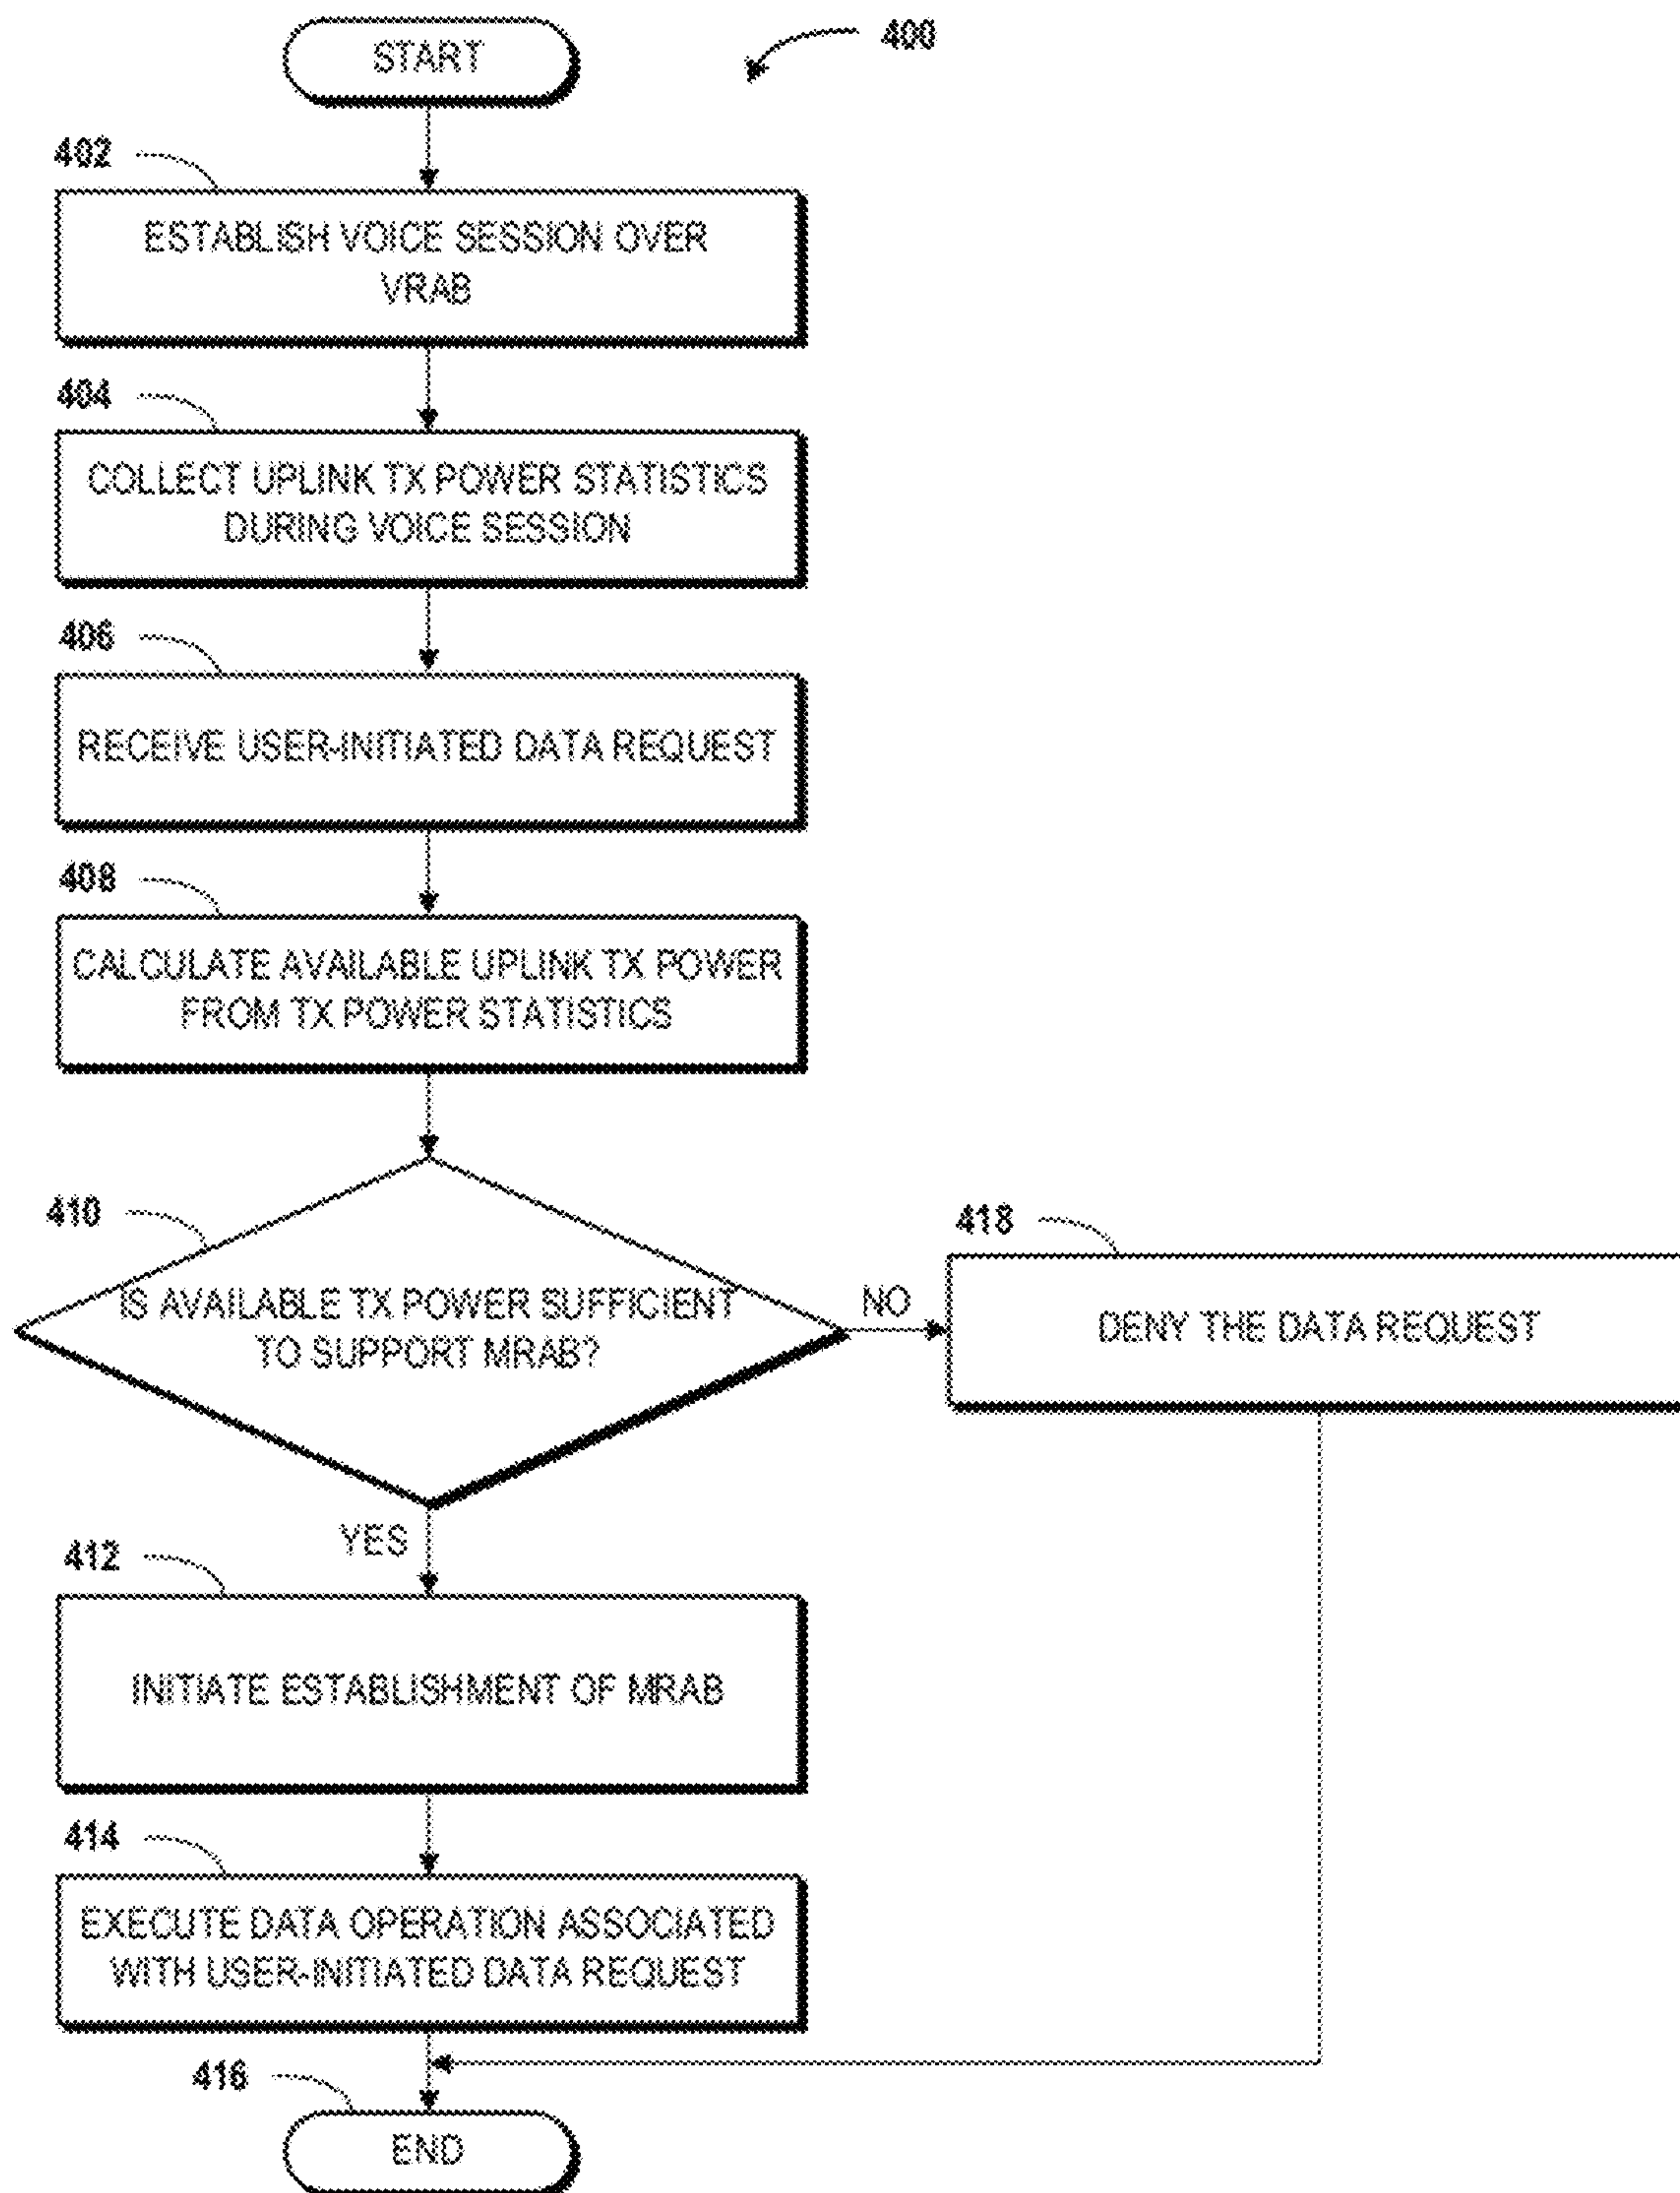 START
400
402
ESTABLISH VOICE SESSION OVER
VRAB
404
COLLECT UPLINK TX POWER STATISTICS
DURING VOICE SESSION
406
RECEIVE USER-INITIATED DATA REQUEST
408
CALCULATE AVAILABLE UPLINK TX POWER
FROM TX POWER STATISTICS
410
IS AVAILABLE TX POWER SUFFICIENT
TO SUPPORT MRAB?
NO
418
DENY THE DATA REQUEST
YES
412
INITIATE ESTABLISHMENT OF MRAB
414
EXECUTE DATA OPERATION ASSOCIATED
WITH USER-INITIATED DATA REQUEST
416
END